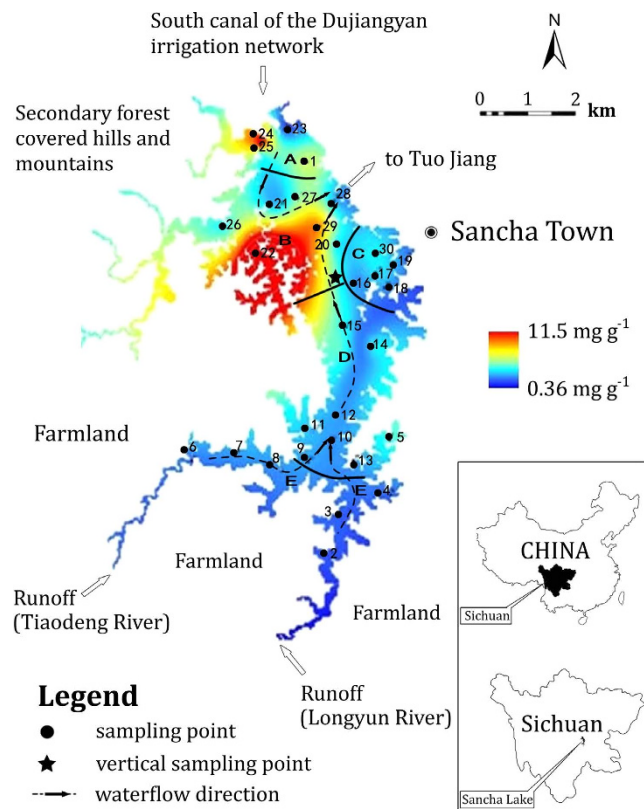 South canal of the Dujiangyan
irrigation network
N
0 1 2
km
Secondary forest
covered hills and
mountains
24
23
25
A
1
to Tuo Jiang
21
27
28
26
29
B
20
22
C
30
19
17
16
18
Sancha Town
11.5 mg g⁻¹
0.36 mg g⁻¹
15
14
D
12
11
10
5
Farmland
6
7
8
9
13
E
E
4
3
2
Farmland
Farmland
Runoff
(Tiaodeng River)
Runoff
(Longyun River)
CHINA
Sichuan
Sichuan
Sancha Lake
Legend
sampling point
vertical sampling point
waterflow direction